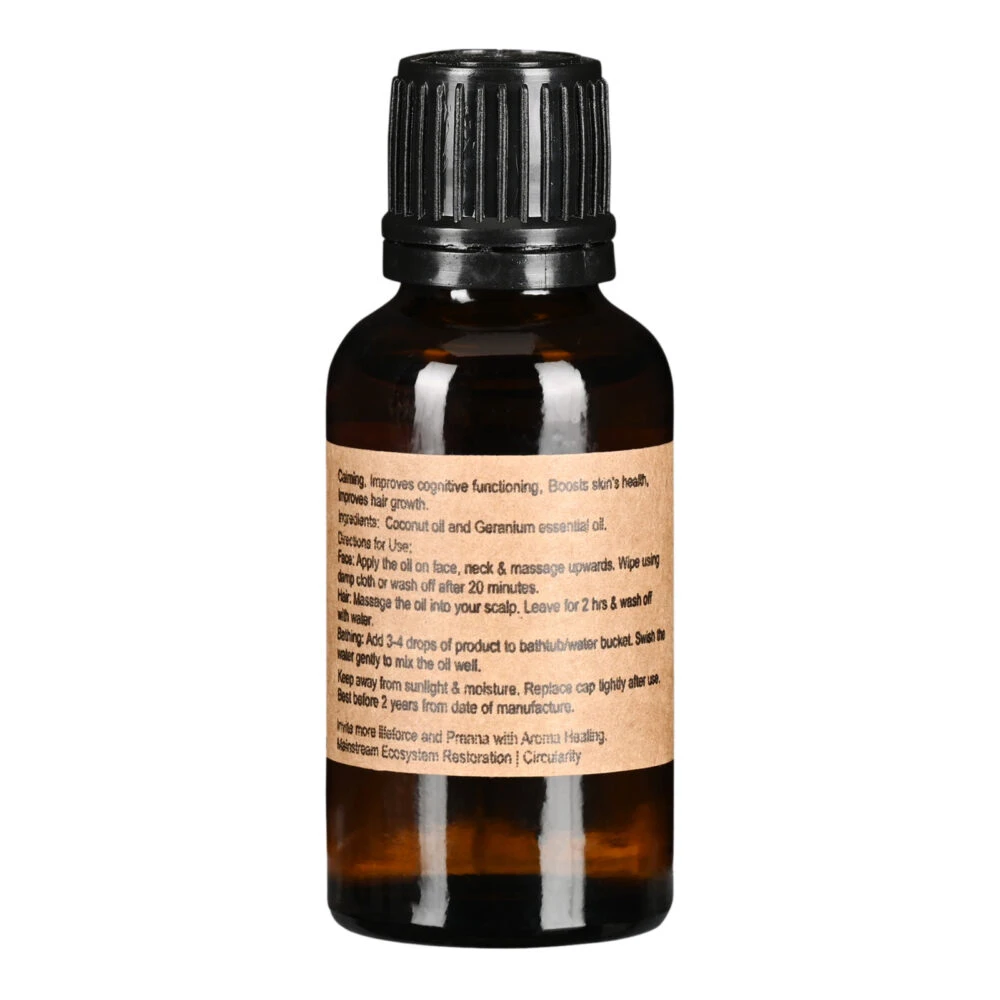 Calming, Improves cognitive functioning, Boosts skin's health,
improves hair growth.
Ingredients: Coconut oil and Geranium essential oil.
Directions for Use:
Face: Apply the oil on face, neck & massage upwards. Wipe using
damp cloth or wash off after 20 minutes.
Hair: Massage the oil into your scalp. Leave for 2 hrs & wash off
with water.
Bathing: Add 3-4 drops of product to bathtub/water bucket. Swish the
water gently to mix the oil well.
Keep away from sunlight & moisture. Replace cap tightly after use.
Best before 2 years from date of manufacture.
Invite more lifeforce and Pranna with Aroma Healing.
Mainstream Ecosystem Restoration | Circularity